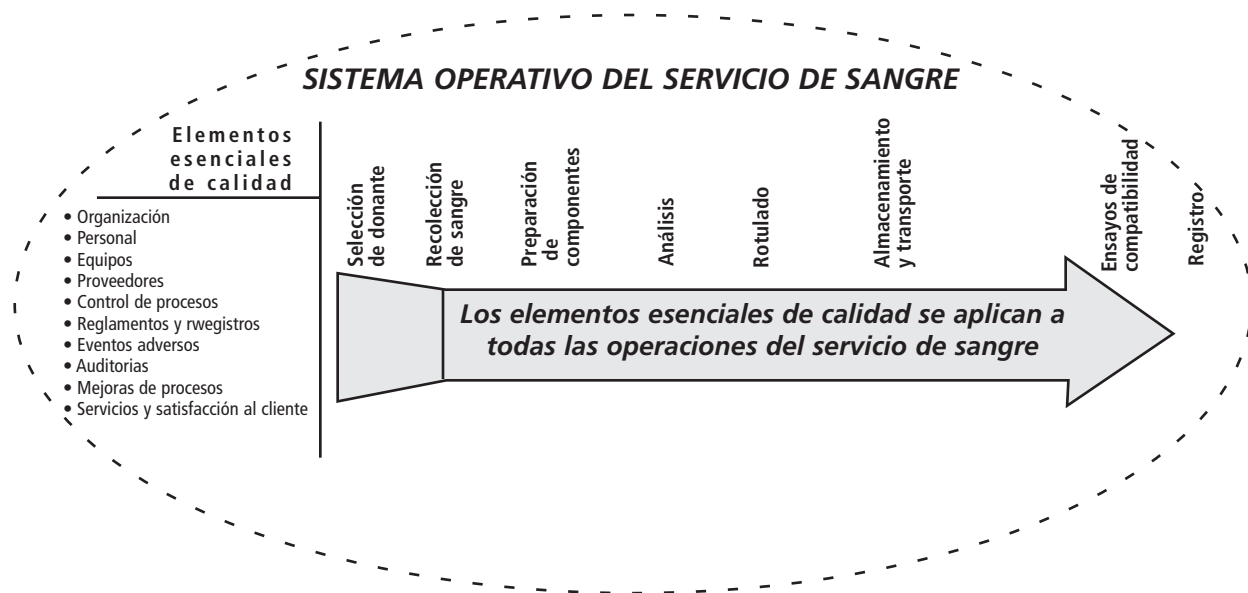 SISTEMA OPERATIVO DEL SERVICIO DE SANGRE
Elementos
esenciales
de calidad
• Organización
• Personal
• Equipos
• Proveedores
• Control de procesos
• Reglamentos y rwegistros
• Eventos adversos
• Auditorias
• Mejoras de procesos
• Servicios y satisfacción al cliente
Selección
de donante
Recolección
de sangre
Preparación
de
componentes
Análisis
Rotulado
Almacenamiento
y transporte
Ensayos de
compatibilidad
Registros
Los elementos esenciales de calidad se aplican a
todas las operaciones del servicio de sangre